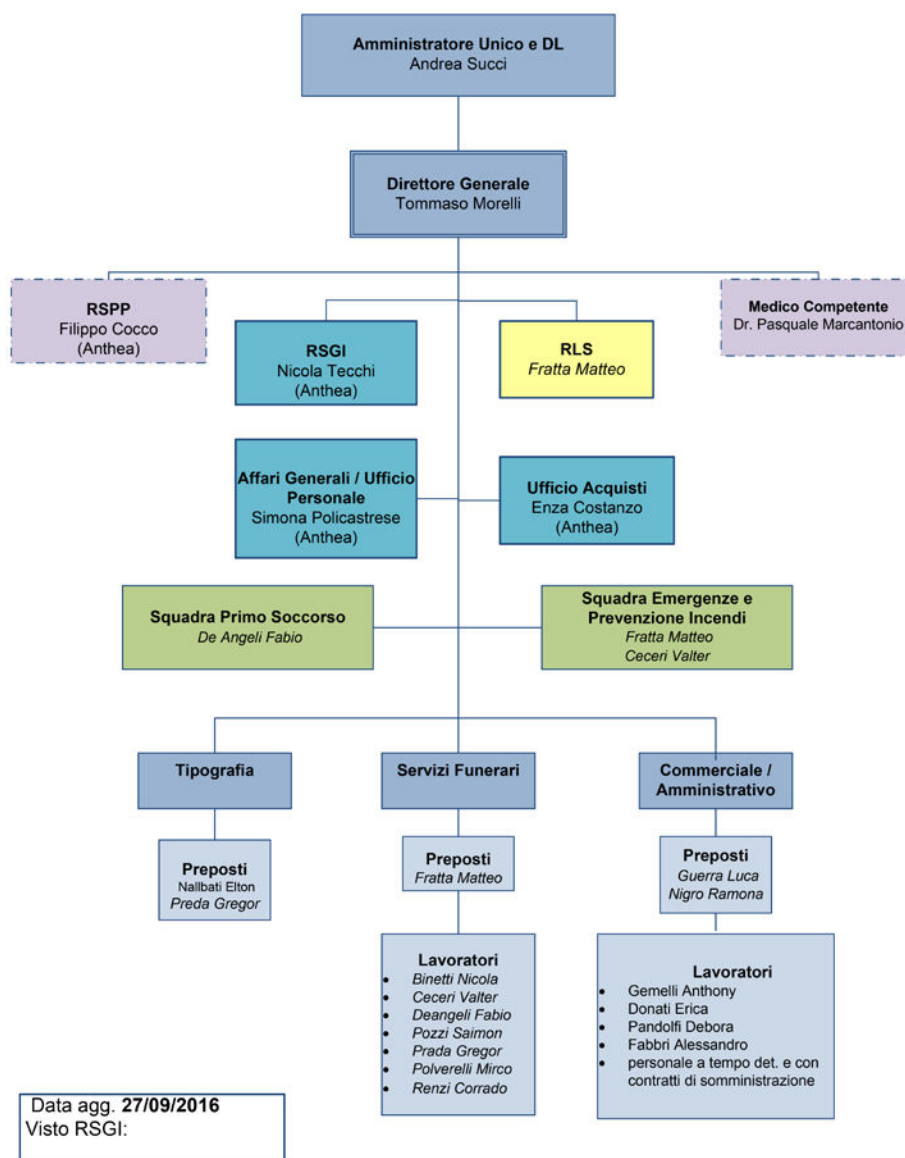 Amministratore Unico e DL
Andrea Succi
Direttore Generale
Tommaso Morelli
RSPP
Filippo Cocco
(Anthea)
Medico Competente
Dr. Pasquale Marcantonio
RSGI
Nicola Tecchi
(Anthea)
RLS
Fratta Matteo
Affari Generali / Ufficio
Personale
Simona Policastrese
(Anthea)
Ufficio Acquisti
Enza Costanzo
(Anthea)
Squadra Primo Soccorso
De Angeli Fabio
Squadra Emergenze e
Prevenzione Incendi
Fratta Matteo
Ceceri Valter
Tipografia
Servizi Funerari
Commerciale /
Amministrativo
Preposti
Nallbati Elton
Preda Gregor
Preposti
Fratta Matteo
Preposti
Guerra Luca
Nigro Ramona
Lavoratori
• Binetti Nicola
• Ceceri Valter
• Deangeli Fabio
• Pozzi Saimon
• Prada Gregor
• Polverelli Mirco
• Renzi Corrado
Lavoratori
• Gemelli Anthony
• Donati Erica
• Pandolfi Debora
• Fabbri Alessandro
• personale a tempo det. e con
contratti di somministrazione
Data agg. 27/09/2016
Visto RSGI: